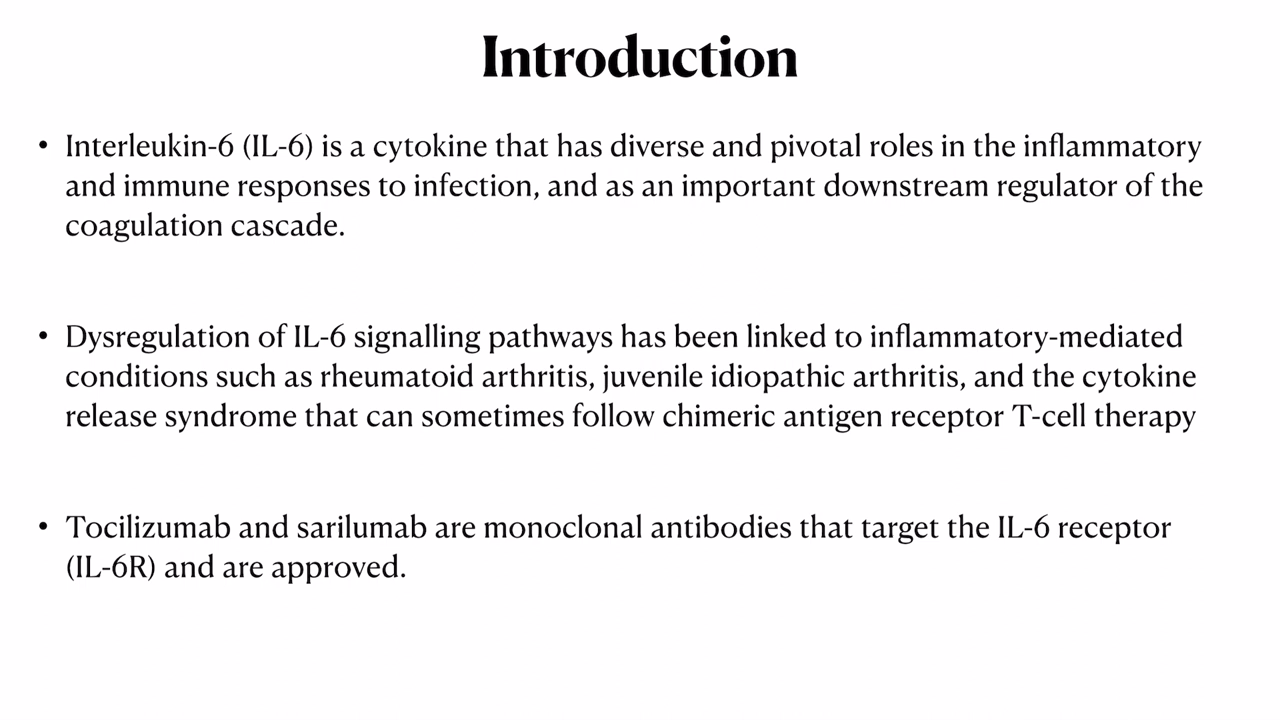 Introduction
• Interleukin-6 (IL-6) is a cytokine that has diverse and pivotal roles in the inflammatory
and immune responses to infection, and as an important downstream regulator of the
coagulation cascade.
• Dysregulation of IL-6 signalling pathways has been linked to inflammatory-mediated
conditions such as rheumatoid arthritis, juvenile idiopathic arthritis, and the cytokine
release syndrome that can sometimes follow chimeric antigen receptor T-cell therapy
• Tocilizumab and sarilumab are monoclonal antibodies that target the IL-6 receptor
(IL-6R) and are approved.